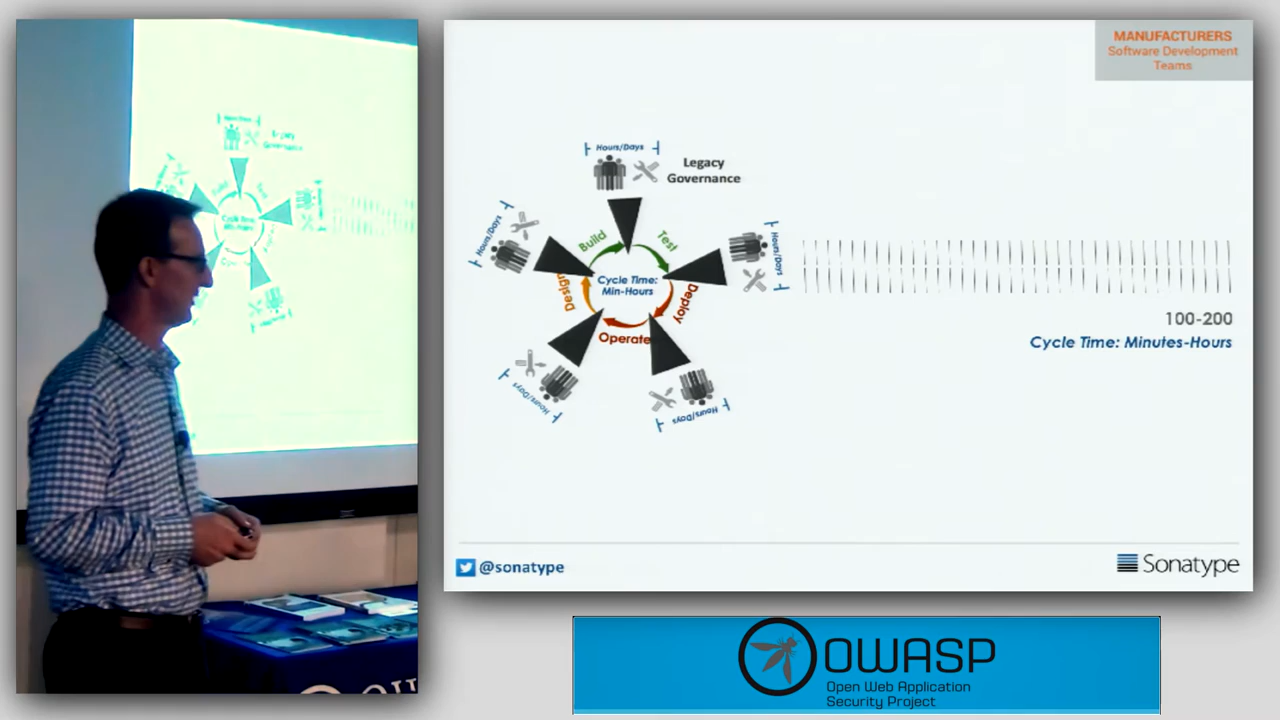 MANUFACTURERS
Software Development
Teams
Hours/Days
Legacy
Governance
Hours/Days
Hours/Days
Build
Test
Cycle Time:
Min-Hours
Design
Deploy
Operate
Hours/Days
Hours/Days
100-200
Cycle Time: Minutes-Hours
@sonatype
Sonatype
OWASP
Open Web Application
Security Project